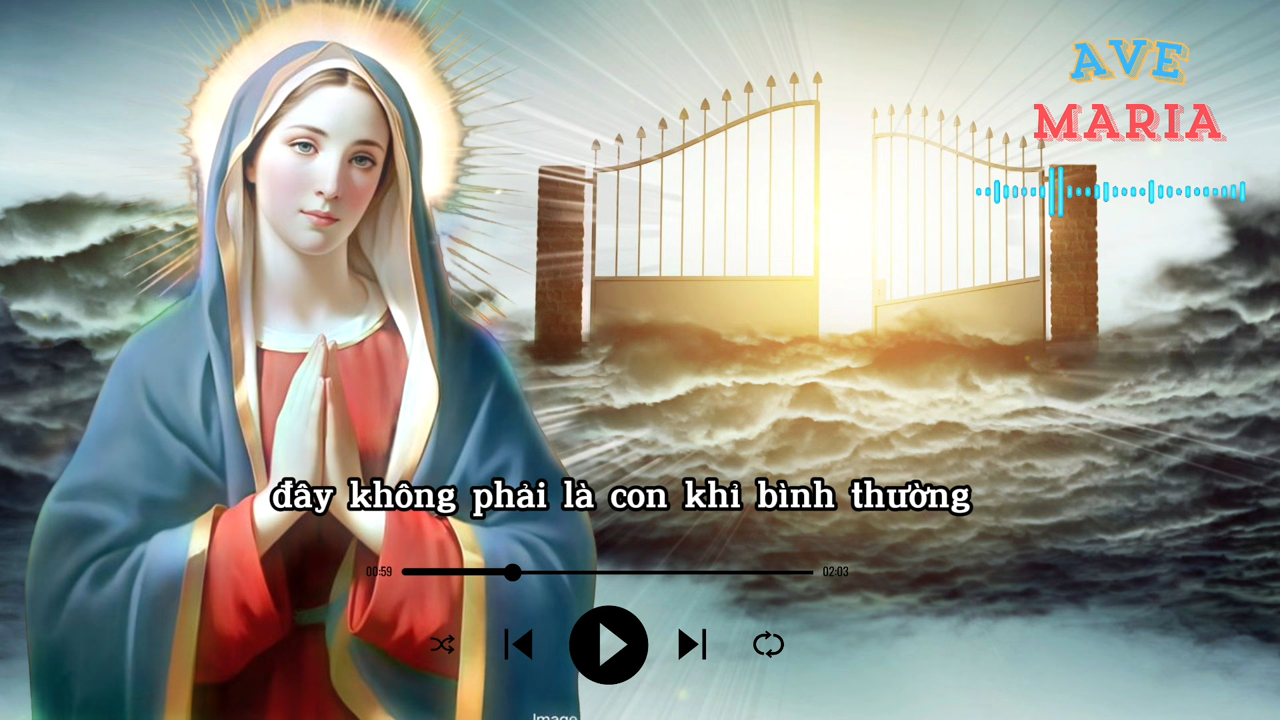 AVE
MARIA
đây không phải là con khỉ bình thường
00:59 02:03
Image